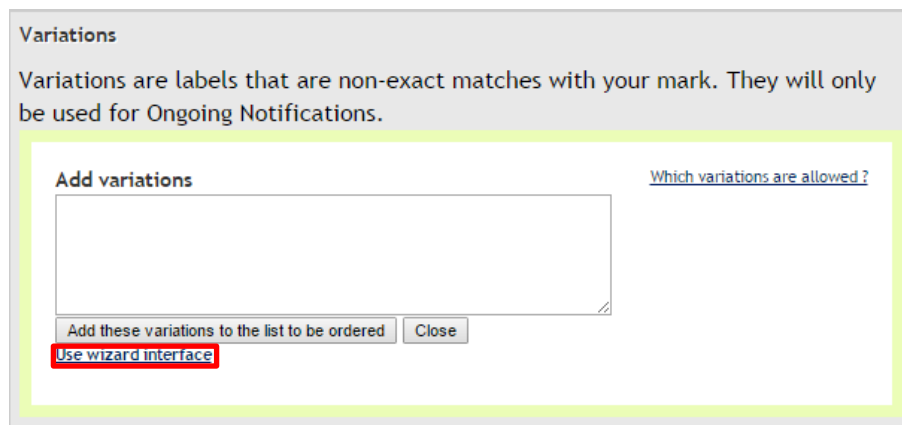 Variations
Variations are labels that are non-exact matches with your mark. They will only
be used for Ongoing Notifications.
Add variations
Which variations are allowed ?
Add these variations to the list to be ordered
Close
Use wizard interface